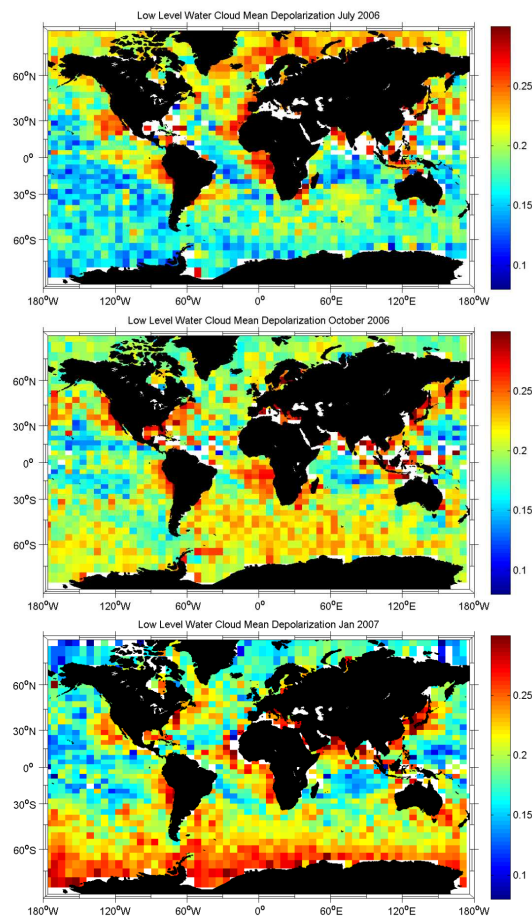 Low Level Water Cloud Mean Depolarization July 2006
60°N
30°N
0°
30°S
60°S
180°W 120°W 60°W 0° 60°E 120°E 180°W
0.25
0.2
0.15
0.1
Low Level Water Cloud Mean Depolarization October 2006
60°N
30°N
0°
30°S
60°S
180°W 120°W 60°W 0° 60°E 120°E 180°W
0.25
0.2
0.15
0.1
Low Level Water Cloud Mean Depolarization Jan 2007
60°N
30°N
0°
30°S
60°S
180°W 120°W 60°W 0° 60°E 120°E 180°W
0.25
0.2
0.15
0.1